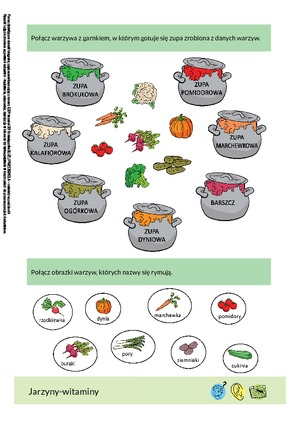 Połącz warzywa z garnkiem, w którym gotuje się zupa zrobiona z danych warzyw.
ZUPA
BROKUŁOWA
ZUPA
POMIDOROWA
ZUPA
KALAFIOROWA
ZUPA
MARCHEWKOWA
ZUPA
OGÓRKOWA
BARSZCZ
ZUPA
DYNIOWA
Połącz obrazki warzyw, których nazwy się rymują.
rzodkiewka
dynia
marchewka
pomidory
buraki
pory
ziemniaki
cukinia
Jarzyny-witaminy